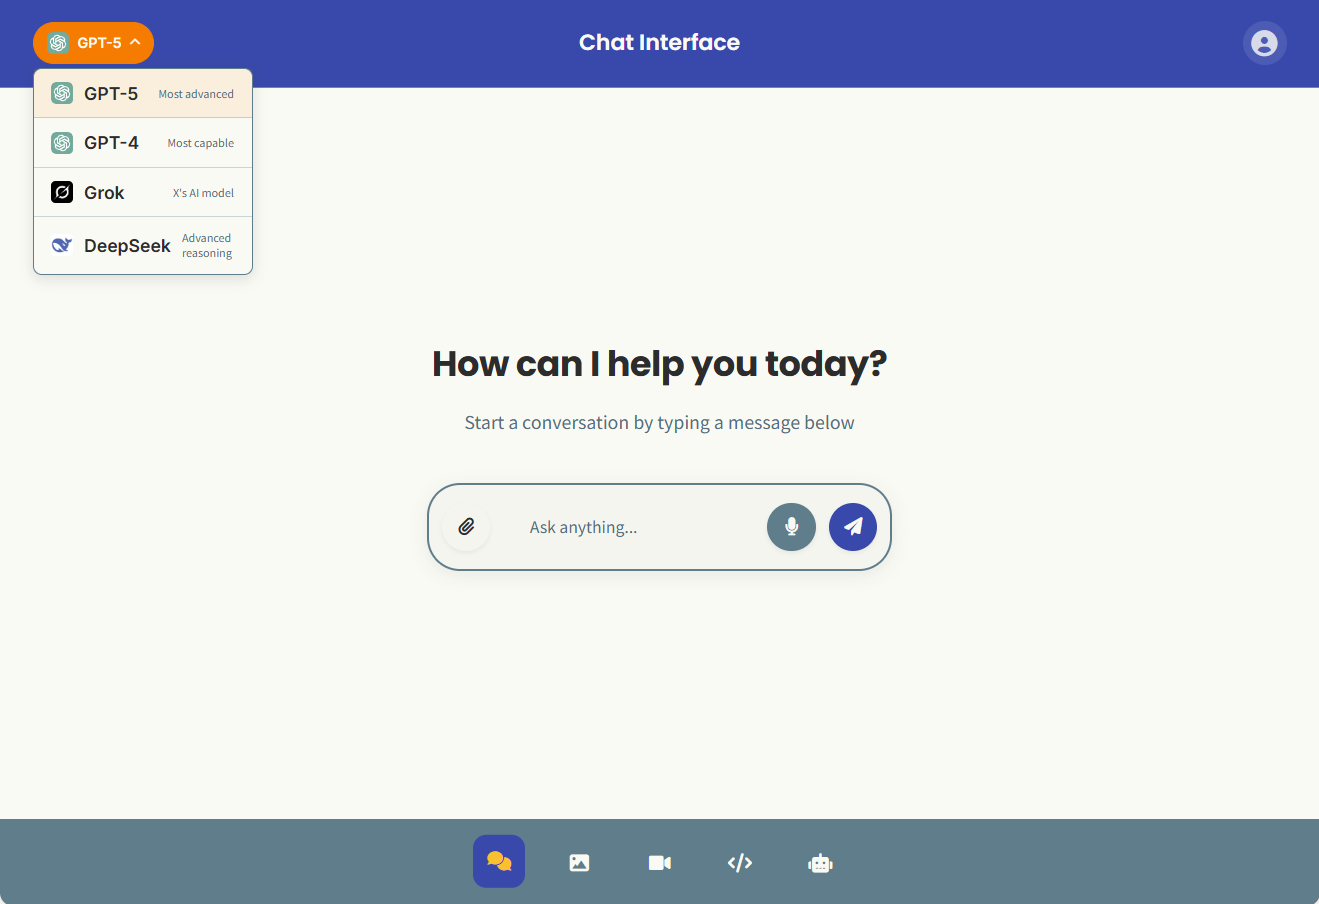 GPT-5
Chat Interface
GPT-5 Most advanced
GPT-4 Most capable
Grok X's AI model
DeepSeek Advanced
reasoning
How can I help you today?
Start a conversation by typing a message below
Ask anything...